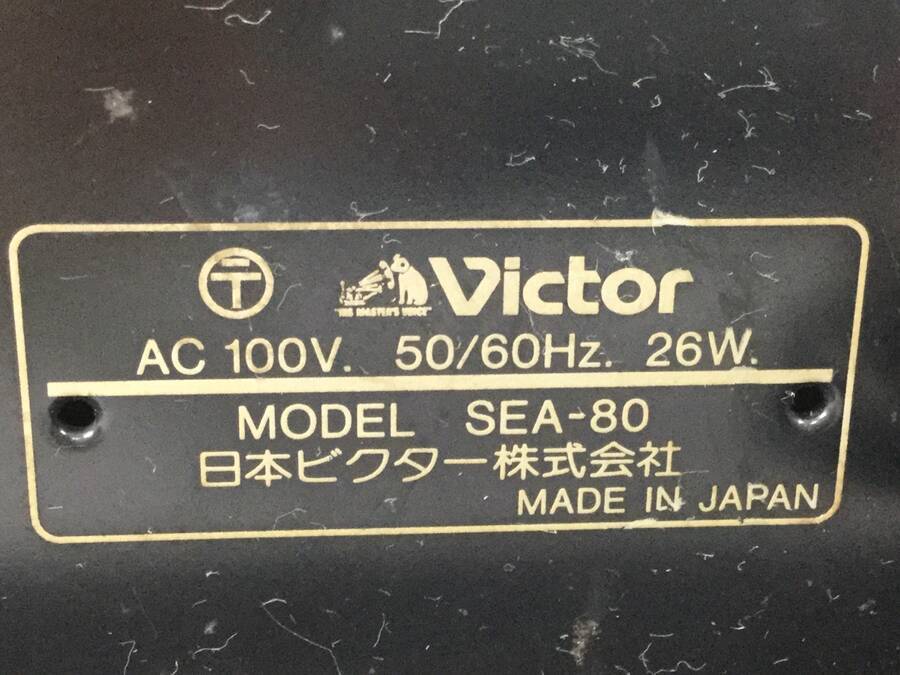 〒 Victor
"HIS MASTER'S VOICE"
AC 100V. 50/60Hz. 26W.
MODEL SEA-80
日本ビクター株式会社
MADE IN JAPAN